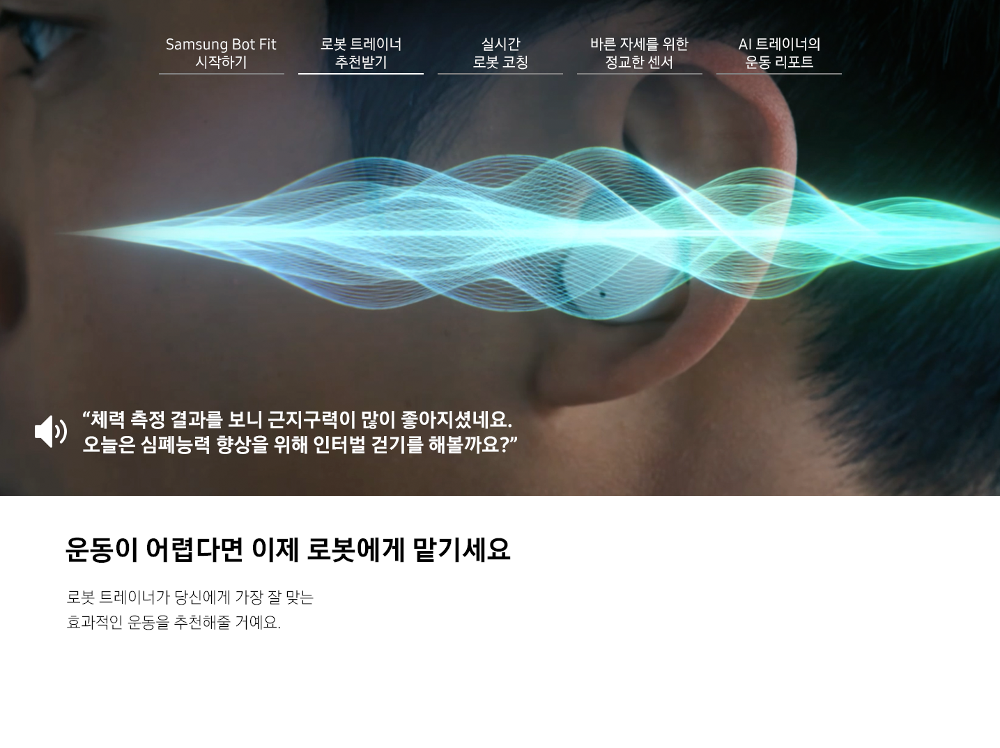 Samsung Bot Fit
시작하기
로봇 트레이너
추천받기
실시간
로봇 코칭
바른 자세를 위한
정교한 센서
AI 트레이너의
운동 리포트
“체력 측정 결과를 보니 근지구력이 많이 좋아지셨네요.
오늘은 심폐능력 향상을 위해 인터벌 걷기를 해볼까요?”
운동이 어렵다면 이제 로봇에게 맡기세요
로봇 트레이너가 당신에게 가장 잘 맞는
효과적인 운동을 추천해줄 거예요.